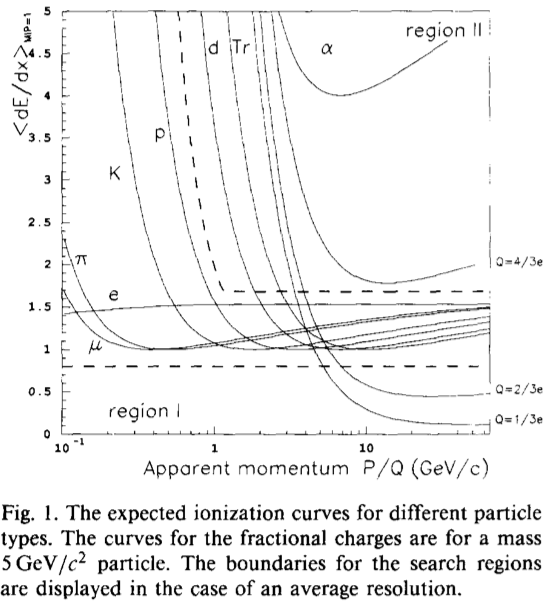 <dE/dx>MIP=1
5
4.5
4
3.5
3
2.5
2
1.5
1
0.5
0
d
Tr
α
region II
p
K
π
e
μ
Q=4/3e
Q=2/3e
Q=1/3e
region I
10⁻¹
1
10
Apparent momentum P/Q (GeV/c)
Fig. 1. The expected ionization curves for different particle
types. The curves for the fractional charges are for a mass
5 GeV/c² particle. The boundaries for the search regions
are displayed in the case of an average resolution.